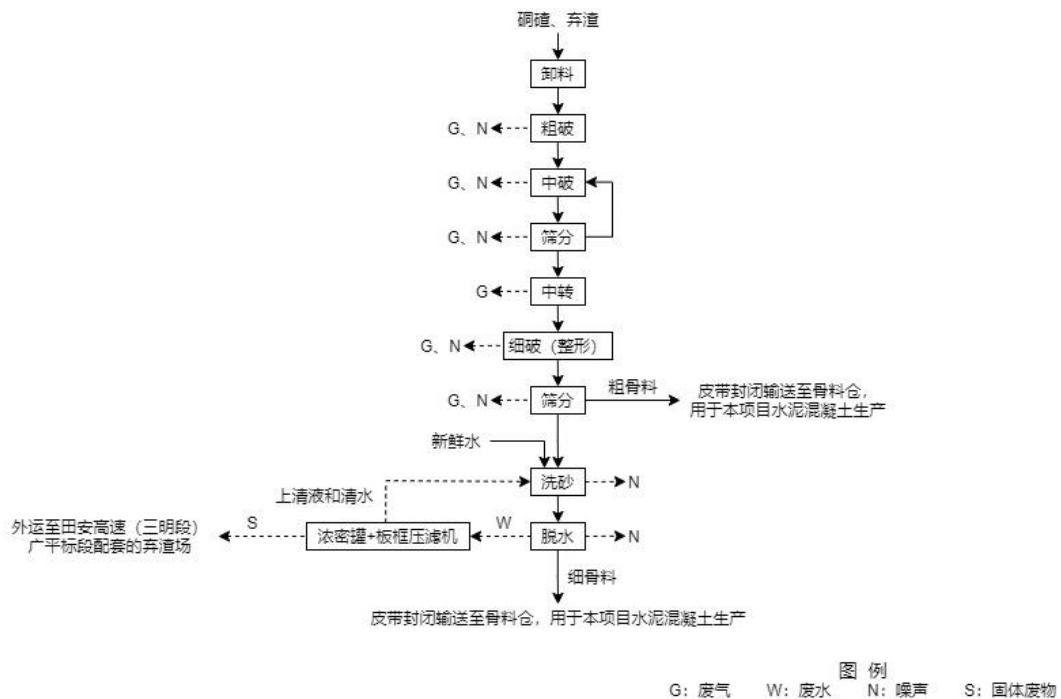 硐碴、弃渣
卸料
G、N
粗破
G、N
中破
G、N
筛分
G
中转
G、N
细破（整形）
G、N
筛分
粗骨料
皮带封闭输送至骨料仓，
用于本项目水泥混凝土生产
新鲜水
洗砂
N
上清液和清水
外运至田安高速（三明段）
广平标段配套的弃渣场
S
浓密罐+板框压滤机
W
脱水
N
细骨料
皮带封闭输送至骨料仓，用于本项目水泥混凝土生产
图 例
G：废气 W：废水 N：噪声 S：固体废物